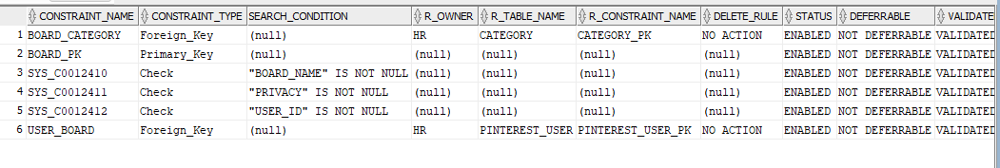 CONSTRAINT_NAME CONSTRAINT_TYPE SEARCH_CONDITION R_OWNER R_TABLE_NAME R_CONSTRAINT_NAME DELETE_RULE STATUS DEFERRABLE VALIDATED
1 BOARD_CATEGORY Foreign_Key (null) HR CATEGORY CATEGORY_PK NO ACTION ENABLED NOT DEFERRABLE VALIDATED
2 BOARD_PK Primary_Key (null) (null) (null) (null) (null) ENABLED NOT DEFERRABLE VALIDATED
3 SYS_C0012410 Check "BOARD_NAME" IS NOT NULL (null) (null) (null) (null) ENABLED NOT DEFERRABLE VALIDATED
4 SYS_C0012411 Check "PRIVACY" IS NOT NULL (null) (null) (null) (null) ENABLED NOT DEFERRABLE VALIDATED
5 SYS_C0012412 Check "USER_ID" IS NOT NULL (null) (null) (null) (null) ENABLED NOT DEFERRABLE VALIDATED
6 USER_BOARD Foreign_Key (null) HR PINTEREST_USER PINTEREST_USER_PK NO ACTION ENABLED NOT DEFERRABLE VALIDATED